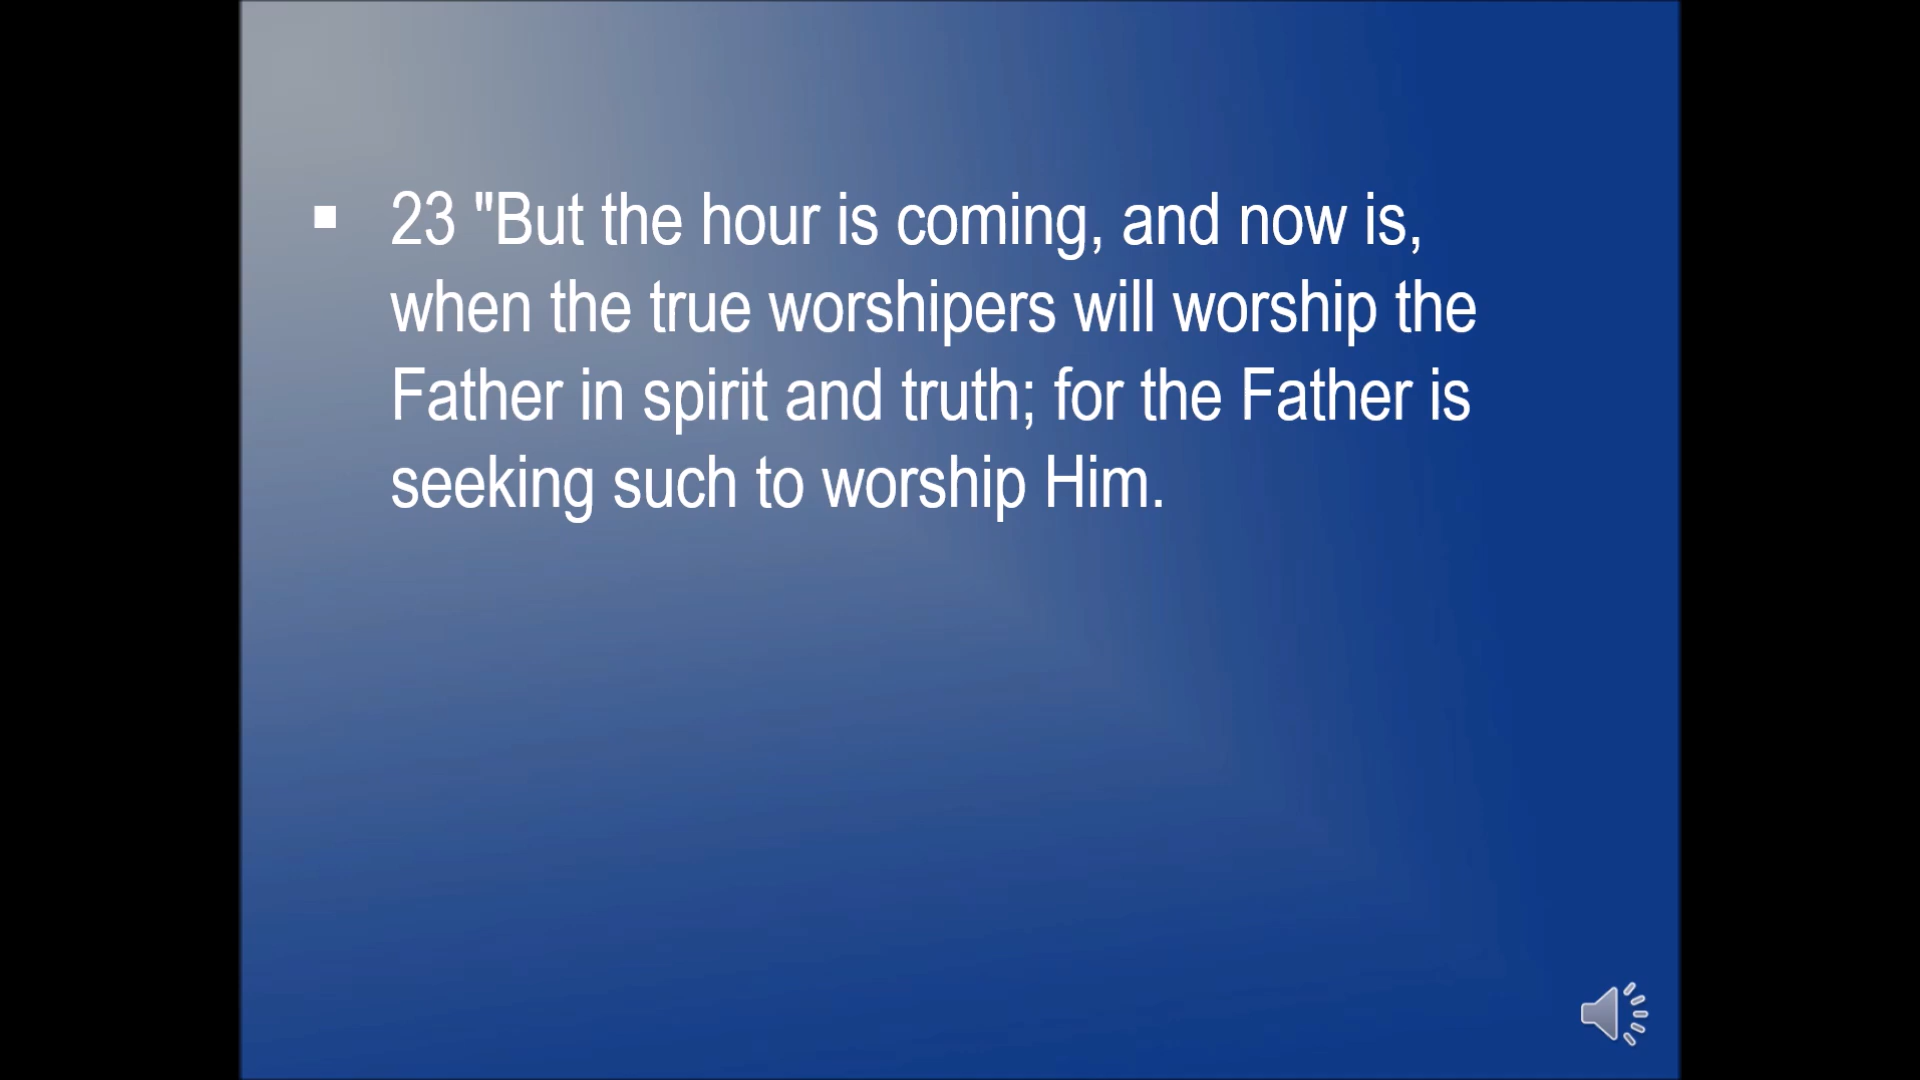 ▪ 23 "But the hour is coming, and now is,
when the true worshipers will worship the
Father in spirit and truth; for the Father is
seeking such to worship Him.